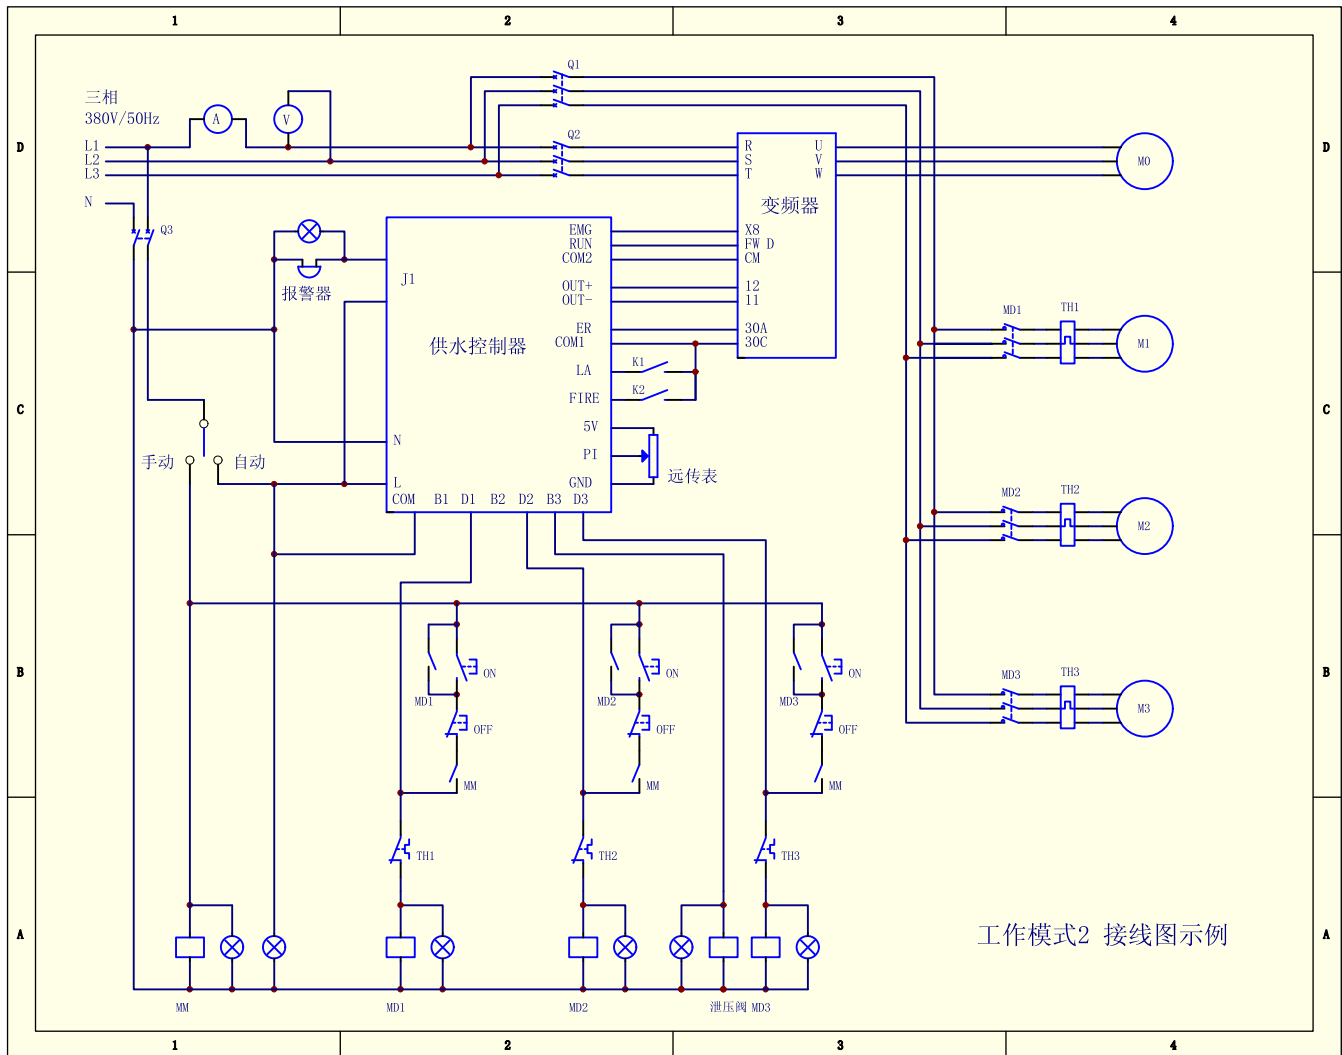 1 2 3 4
D
D
C
C
B
B
A
A
三相
380V/50Hz
A
V
L1
L2
L3
N
Q1
Q2
Q3
R
S
T
U
V
W
变频器
X8
FW D
CM
12
11
30A
30C
M0
报警器
J1
供水控制器
EMG
RUN
COM2
OUT+
OUT-
ER
COM1
LA
FIRE
5V
PI
GND
K1
K2
远传表
N
L
COM B1 D1 B2 D2 B3 D3
手动 自动
MD1 TH1
M1
MD2 TH2
M2
MD3 TH3
M3
ON
MD1
OFF
MM
ON
MD2
OFF
MM
ON
MD3
OFF
MM
TH1
TH2
TH3
MM
MD1
MD2
泄压阀 MD3
工作模式2 接线图示例
1 2 3 4